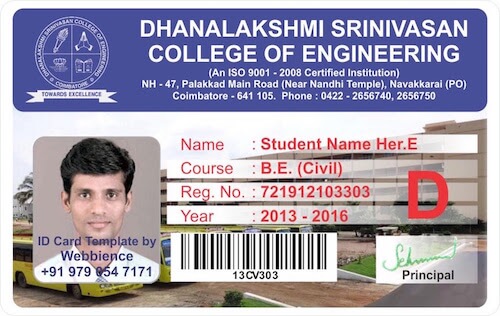 DHANALAKSHMI SRINIVASAN COLLEGE OF ENGINEERING
COIMBATORE
TOWARDS EXCELLENCE
DHANALAKSHMI SRINIVASAN
COLLEGE OF ENGINEERING
(An ISO 9001 - 2008 Certified Institution)
NH - 47, Palakkad Main Road (Near Nandhi Temple), Navakkarai (PO)
Coimbatore - 641 105.  Phone : 0422 - 2656740, 2656750
Name : Student Name Her.E
Course : B.E. (Civil)
Reg. No. : 721912103303
Year : 2013 - 2016
D
ID Card Template by
Webbience
+91 979 054 7171
13CV303
Principal